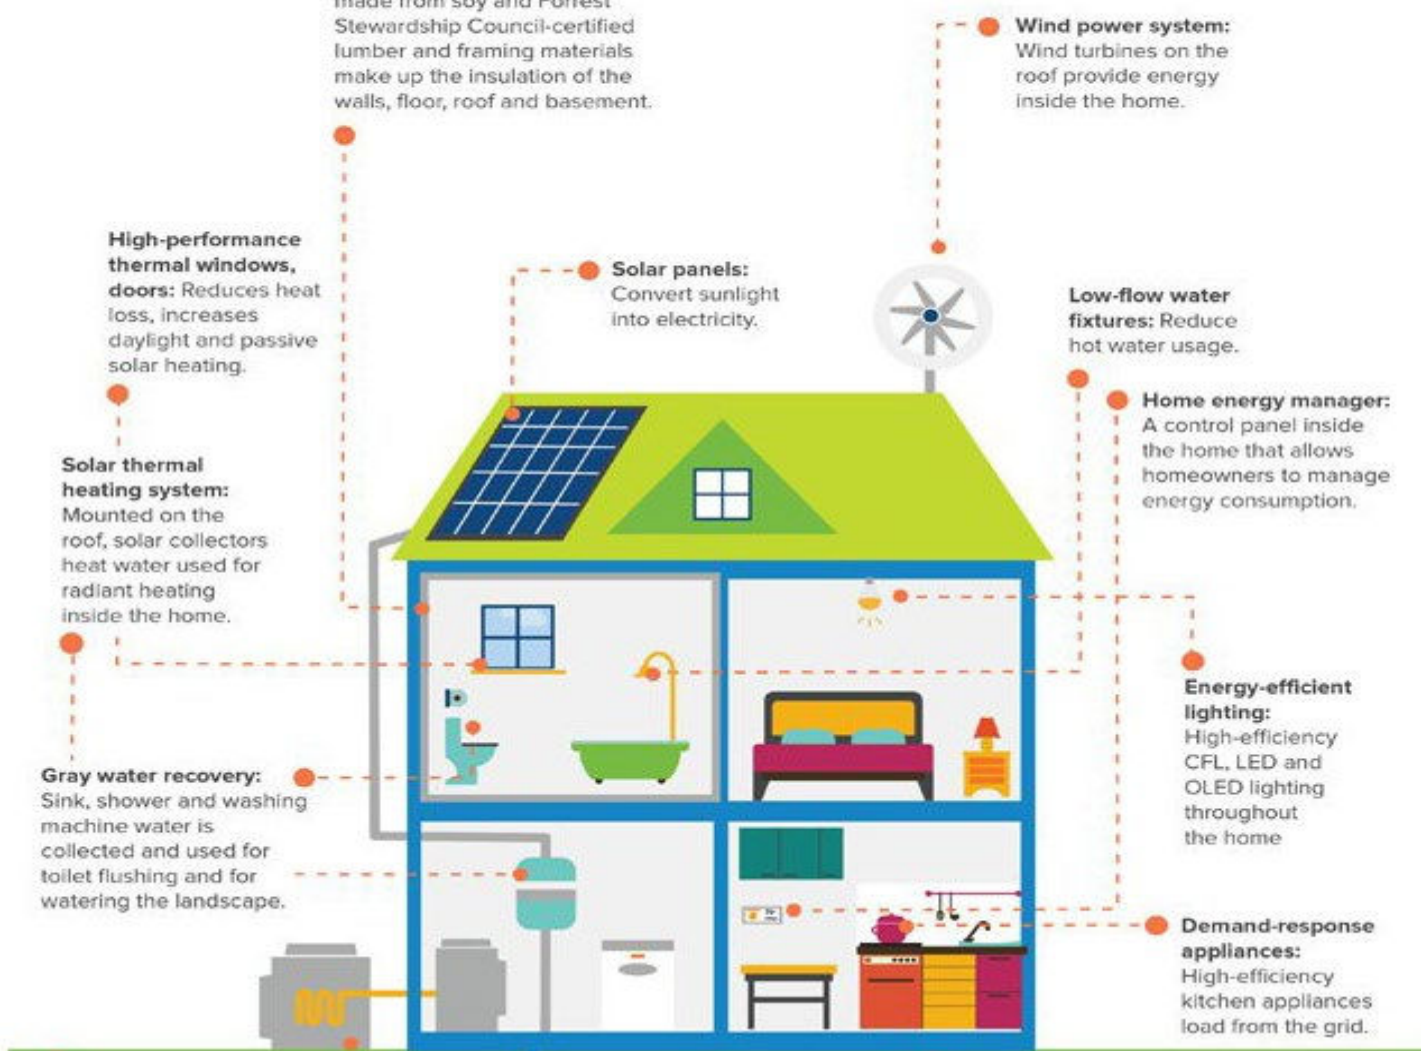 made from soy and Forrest
Stewardship Council-certified
lumber and framing materials
make up the insulation of the
walls, floor, roof and basement.
Wind power system:
Wind turbines on the
roof provide energy
inside the home.
High-performance
thermal windows,
doors: Reduces heat
loss, increases
daylight and passive
solar heating.
Solar panels:
Convert sunlight
into electricity.
Low-flow water
fixtures: Reduce
hot water usage.
Home energy manager:
A control panel inside
the home that allows
homeowners to manage
energy consumption.
Solar thermal
heating system:
Mounted on the
roof, solar collectors
heat water used for
radiant heating
inside the home.
Energy-efficient
lighting:
High-efficiency
CFL, LED and
OLED lighting
throughout
the home
Gray water recovery:
Sink, shower and washing
machine water is
collected and used for
toilet flushing and for
watering the landscape.
Demand-response
appliances:
High-efficiency
kitchen appliances
load from the grid.